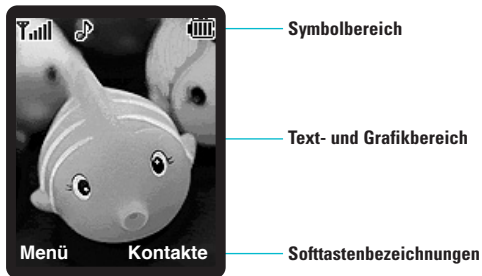 Symbolbereich
Text- und Grafikbereich
Menü Kontakte
Softtastenbezeichnungen